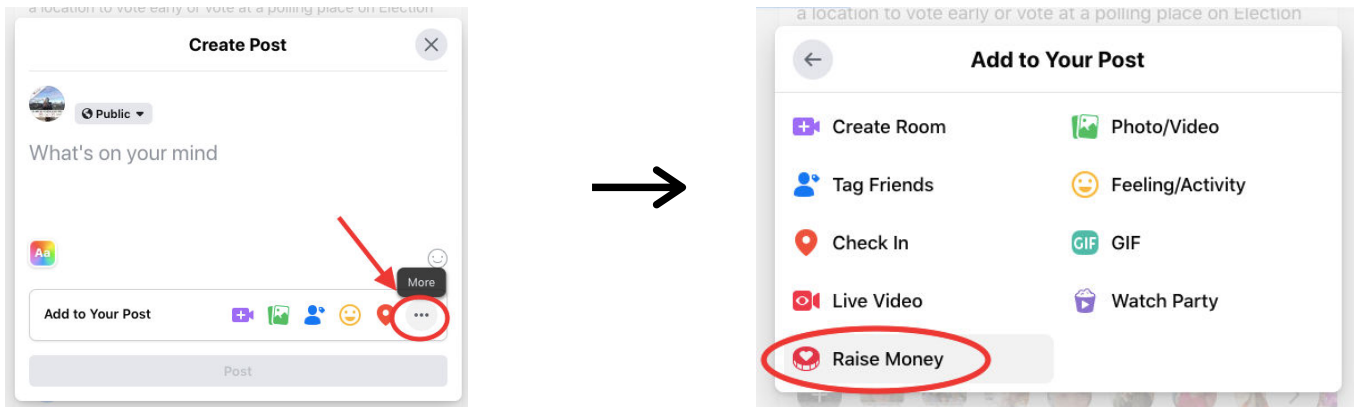 a location to vote early or vote at a polling place on Election
Create Post
Public
What's on your mind
Aa
More
Add to Your Post
Post
a location to vote early or vote at a polling place on Election
Add to Your Post
Create Room
Photo/Video
Tag Friends
Feeling/Activity
Check In
GIF
GIF
Live Video
Watch Party
Raise Money